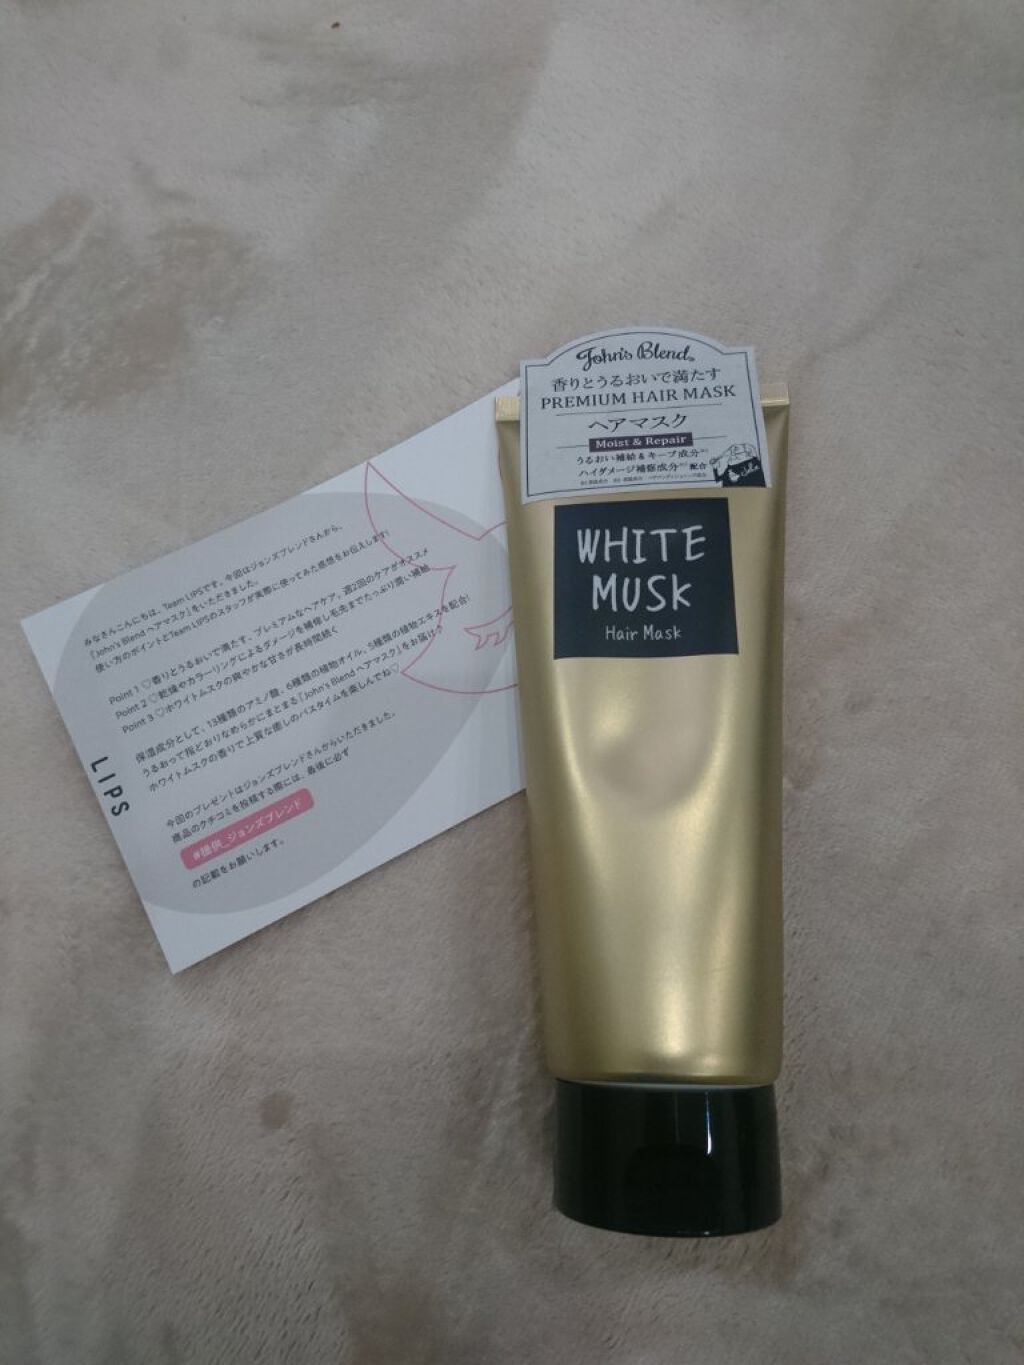 みなさんこんにちは、Team LIPSです。今回はジョンズブレンドさんから、
『John's Blend ヘアマスク』をいただきました。
使い方のポイントとTeam LIPSのスタッフが実際に使ってみた感想をお伝えします!
Point 1 ♡香りとうるおいで満たす、プレミアムなヘアケア。週2回のケアがオススメ
Point 2 ♡乾燥やカラーリングによるダメージを補修し毛先までたっぷり潤い補給
Point 3 ♡ホワイトムスクの爽やかな甘さが長時間続く
保湿成分として、13種類のアミノ酸、6種類の植物オイル、5種類の植物エキスを配合!
うるおって指どおりなめらかにまとまる『John's Blend ヘアマスク』をお届け♪
ホワイトムスクの香りで上質な癒しのバスタイムを楽しんでね♡
今回のプレゼントはジョンズブレンドさんからいただきました。
商品のクチコミを投稿する際には、最後に必ず
#提供_ジョンズブレンド
の記載をお願いします。
LIPS
John's Blend
香りとうるおいで満たす
PREMIUM HAIR MASK
ヘアマスク
Moist & Repair
うるおい補給&キープ成分
ハイダメージ補修成分 配合
John's
WHITE
MUSK
Hair Mask